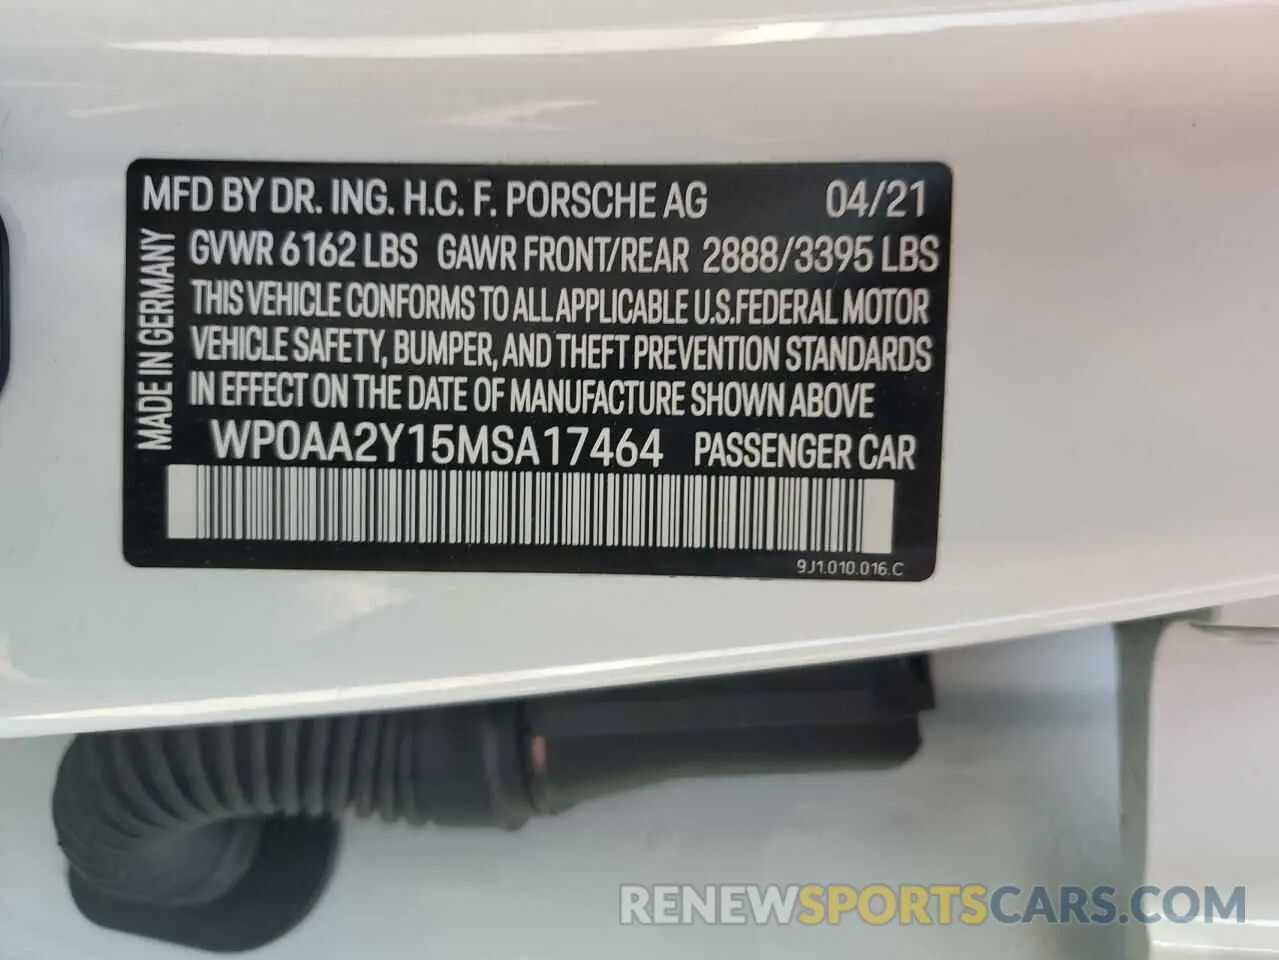 MFD BY DR. ING. H.C. F. PORSCHE AG 04/21
GVWR 6162 LBS GAWR FRONT/REAR 2888/3395 LBS
THIS VEHICLE CONFORMS TO ALL APPLICABLE U.S.FEDERAL MOTOR
VEHICLE SAFETY, BUMPER, AND THEFT PREVENTION STANDARDS
IN EFFECT ON THE DATE OF MANUFACTURE SHOWN ABOVE
MADE IN GERMANY
WP0AA2Y15MSA17464 PASSENGER CAR
9J1.010.016.C
RENEWSPORTSCARS.COM